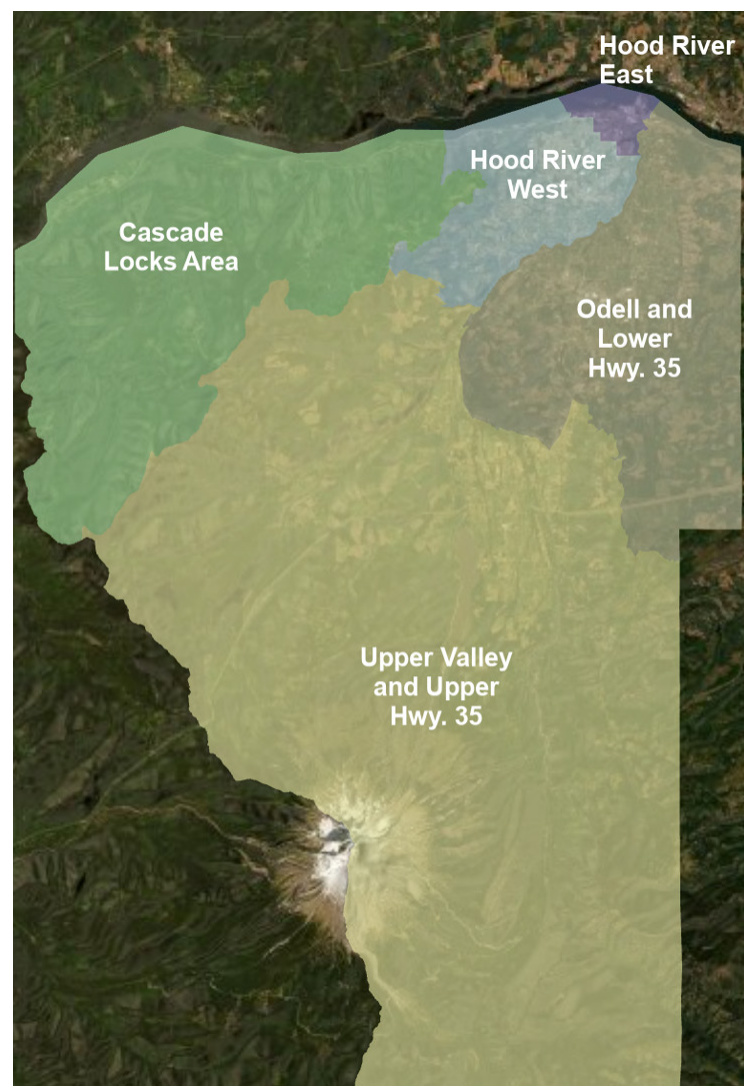 Hood River
East
Hood River
West
Cascade
Locks Area
Odell and
Lower
Hwy. 35
Upper Valley
and Upper
Hwy. 35